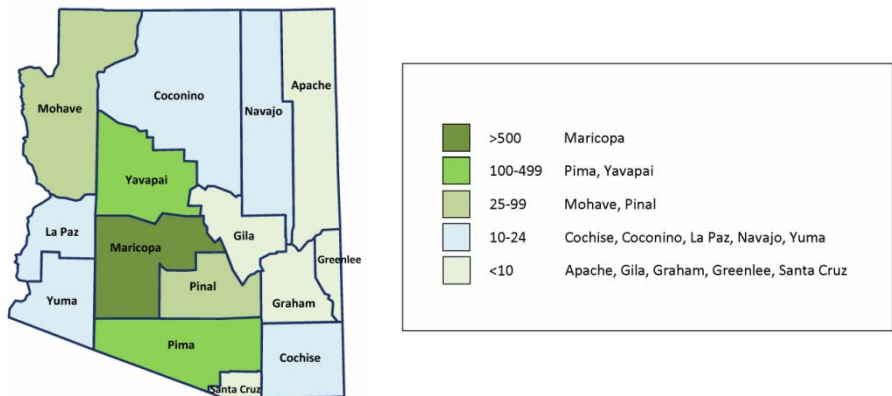 Mohave
Coconino
Navajo
Apache
Yavapai
La Paz
Maricopa
Gila
Greenlee
Yuma
Pinal
Graham
Pima
Cochise
Santa Cruz
>500 Maricopa
100-499 Pima, Yavapai
25-99 Mohave, Pinal
10-24 Cochise, Coconino, La Paz, Navajo, Yuma
<10 Apache, Gila, Graham, Greenlee, Santa Cruz